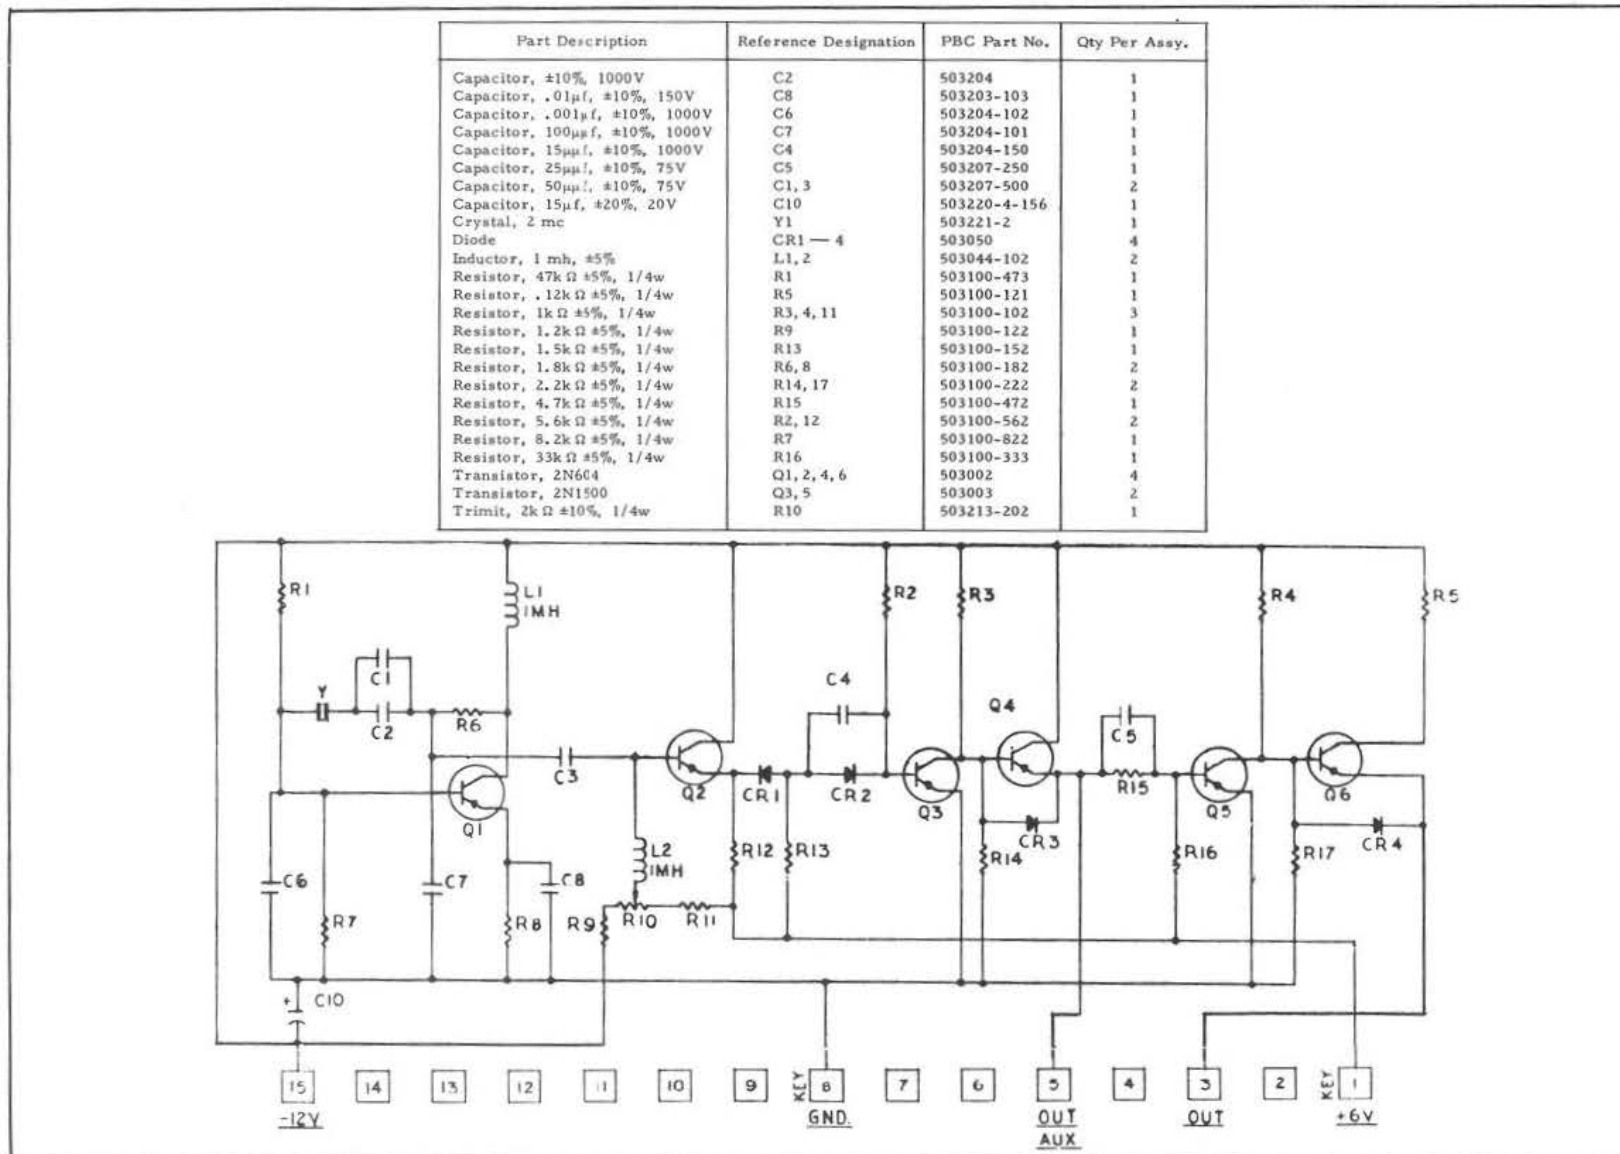 Part Description Reference Designation PBC Part No. Qty Per Assy.
Capacitor, ±10%, 1000V C2 503204 1
Capacitor, .01μf, ±10%, 150V C8 503203-103 1
Capacitor, .001μf, ±10%, 1000V C6 503204-102 1
Capacitor, 100μμf, ±10%, 1000V C7 503204-101 1
Capacitor, 15μμf, ±10%, 1000V C4 503204-150 1
Capacitor, 25μμf, ±10%, 75V C5 503207-250 1
Capacitor, 50μμf, ±10%, 75V C1, 3 503207-500 2
Capacitor, 15μf, ±20%, 20V C10 503220-4-156 1
Crystal, 2 mc Y1 503221-2 1
Diode CR1 — 4 503050 4
Inductor, 1 mh, ±5% L1, 2 503044-102 2
Resistor, 47k Ω ±5%, 1/4w R1 503100-473 1
Resistor, .12k Ω ±5%, 1/4w R5 503100-121 1
Resistor, 1k Ω ±5%, 1/4w R3, 4, 11 503100-102 3
Resistor, 1.2k Ω ±5%, 1/4w R9 503100-122 1
Resistor, 1.5k Ω ±5%, 1/4w R13 503100-152 1
Resistor, 1.8k Ω ±5%, 1/4w R6, 8 503100-182 2
Resistor, 2.2k Ω ±5%, 1/4w R14, 17 503100-222 2
Resistor, 4.7k Ω ±5%, 1/4w R15 503100-472 1
Resistor, 5.6k Ω ±5%, 1/4w R2, 12 503100-562 2
Resistor, 8.2k Ω ±5%, 1/4w R7 503100-822 1
Resistor, 33k Ω ±5%, 1/4w R16 503100-333 1
Transistor, 2N604 Q1, 2, 4, 6 503002 4
Transistor, 2N1500 Q3, 5 503003 2
Trimit, 2k Ω ±10%, 1/4w R10 503213-202 1
R1 L1 R2 R3 R4 R5
1MH
C1 Y C2 R6 C4 Q4 C5
C3 Q2 CR1 CR2 Q3 R15 Q5 Q6
Q1 CR3 CR4
L2 R12 R13 R14 R16 R17
1MH
C6 C7 C8
R7 R8 R9 R10 R11
+ C10
15 14 13 12 11 10 9 KEY 8 7 6 5 4 3 2 KEY 1
-12V GND. OUT OUT +6V
AUX